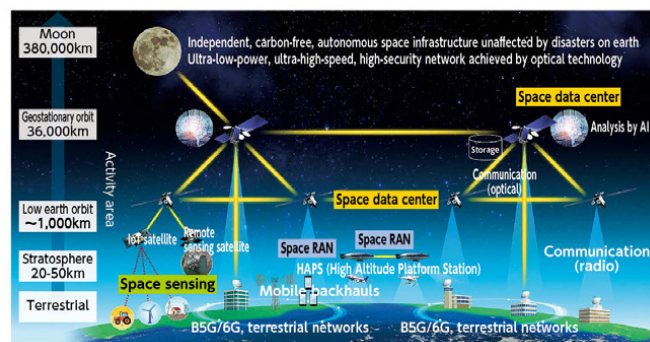 Moon
380,000km
Independent, carbon-free, autonomous space infrastructure unaffected by disasters on earth
Ultra-low-power, ultra-high-speed, high-security network achieved by optical technology
Space data center
Geostationary orbit
36,000km
Analysis by AI
Storage
Activity area
Communication
(optical)
Space data center
Low earth orbit
~1,000km
IoT satellite
Remote
sensing satellite
Space RAN
Space RAN
Communication
(radio)
Stratosphere
20-50km
HAPS (High Altitude Platform Station)
Space sensing
Mobile backhauls
Terrestrial
B5G/6G, terrestrial networks
B5G/6G, terrestrial networks